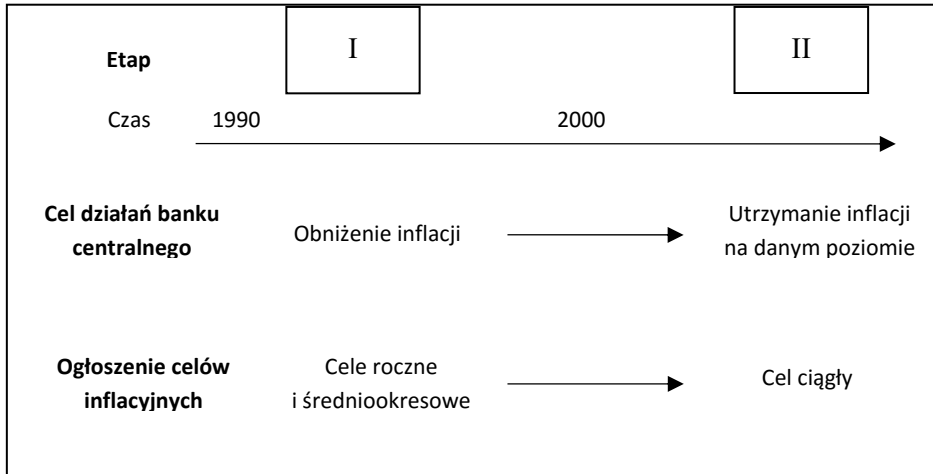 Etap
I
II
Czas
1990
2000
Cel działań banku
centralnego
Obniżenie inflacji
Utrzymanie inflacji
na danym poziomie
Ogłoszenie celów
inflacyjnych
Cele roczne
i średniookresowe
Cel ciągły